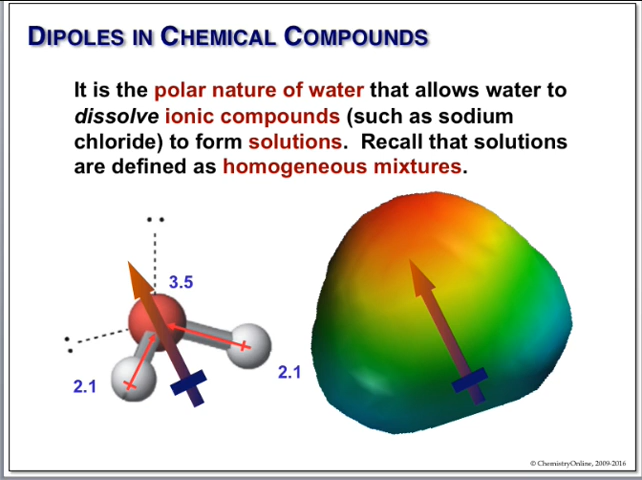 DIPOLES IN CHEMICAL COMPOUNDS
It is the polar nature of water that allows water to
dissolve ionic compounds (such as sodium
chloride) to form solutions. Recall that solutions
are defined as homogeneous mixtures.
3.5
2.1
2.1
© ChemistryOnline, 2009-2016